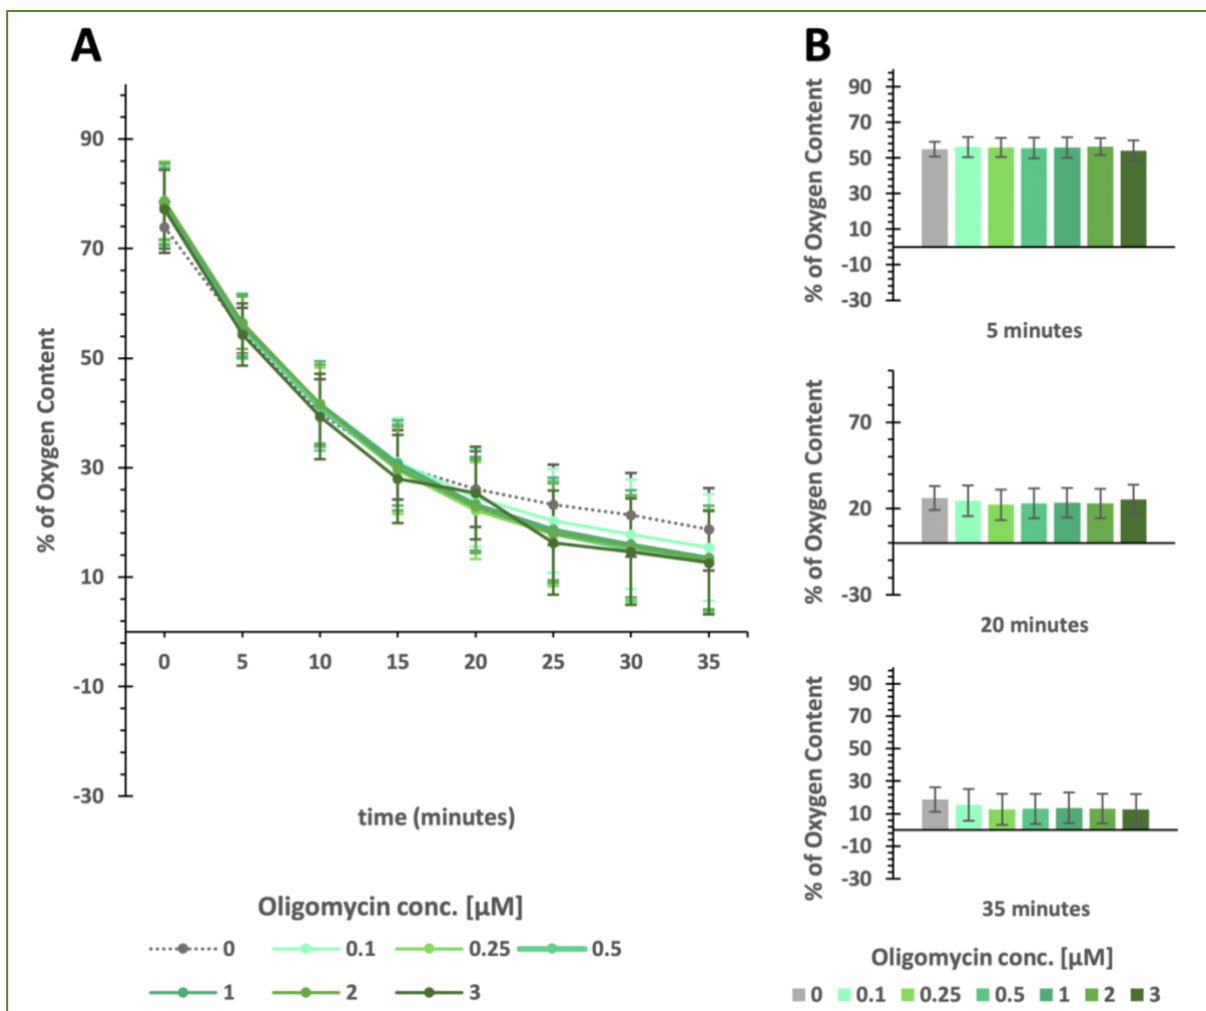 A
% of Oxygen Content
90
70
50
30
10
-10
-30
0 5 10 15 20 25 30 35
time (minutes)
Oligomycin conc. [µM]
0 0.1 0.25 0.5
1 2 3
B
% of Oxygen Content
90
70
50
30
10
-10
-30
5 minutes
% of Oxygen Content
70
20
-30
20 minutes
% of Oxygen Content
90
70
50
30
10
-10
-30
35 minutes
Oligomycin conc. [µM]
0 0.1 0.25 0.5 1 2 3